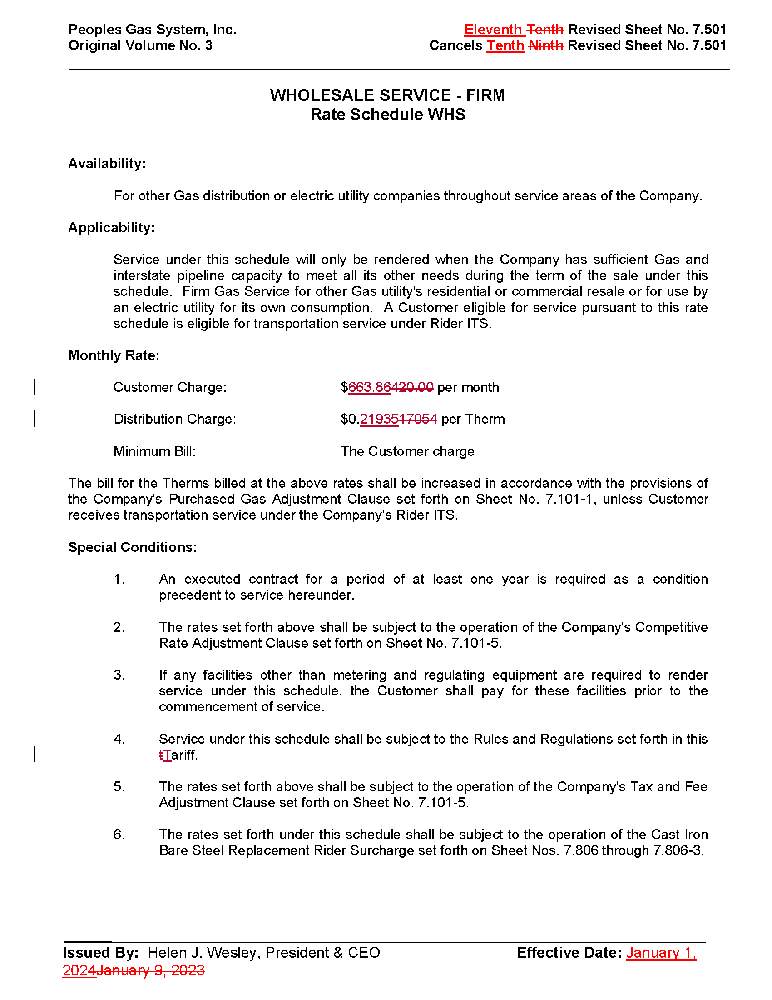 Peoples Gas System, Inc.
Original Volume No. 3
Eleventh Tenth Revised Sheet No. 7.501
Cancels Tenth Ninth Revised Sheet No. 7.501
WHOLESALE SERVICE - FIRM
Rate Schedule WHS
Availability:
For other Gas distribution or electric utility companies throughout service areas of the Company.
Applicability:
Service under this schedule will only be rendered when the Company has sufficient Gas and
interstate pipeline capacity to meet all its other needs during the term of the sale under this
schedule. Firm Gas Service for other Gas utility's residential or commercial resale or for use by
an electric utility for its own consumption. A Customer eligible for service pursuant to this rate
schedule is eligible for transportation service under Rider ITS.
Monthly Rate:
Customer Charge: $663.86420.00 per month
Distribution Charge: $0.2193517054 per Therm
Minimum Bill: The Customer charge
The bill for the Therms billed at the above rates shall be increased in accordance with the provisions of
the Company's Purchased Gas Adjustment Clause set forth on Sheet No. 7.101-1, unless Customer
receives transportation service under the Company’s Rider ITS.
Special Conditions:
1. An executed contract for a period of at least one year is required as a condition
precedent to service hereunder.
2. The rates set forth above shall be subject to the operation of the Company's Competitive
Rate Adjustment Clause set forth on Sheet No. 7.101-5.
3. If any facilities other than metering and regulating equipment are required to render
service under this schedule, the Customer shall pay for these facilities prior to the
commencement of service.
4. Service under this schedule shall be subject to the Rules and Regulations set forth in this
tTariff.
5. The rates set forth above shall be subject to the operation of the Company's Tax and Fee
Adjustment Clause set forth on Sheet No. 7.101-5.
6. The rates set forth under this schedule shall be subject to the operation of the Cast Iron
Bare Steel Replacement Rider Surcharge set forth on Sheet Nos. 7.806 through 7.806-3.
Issued By: Helen J. Wesley, President & CEO Effective Date: January 1,
2024January 9, 2023